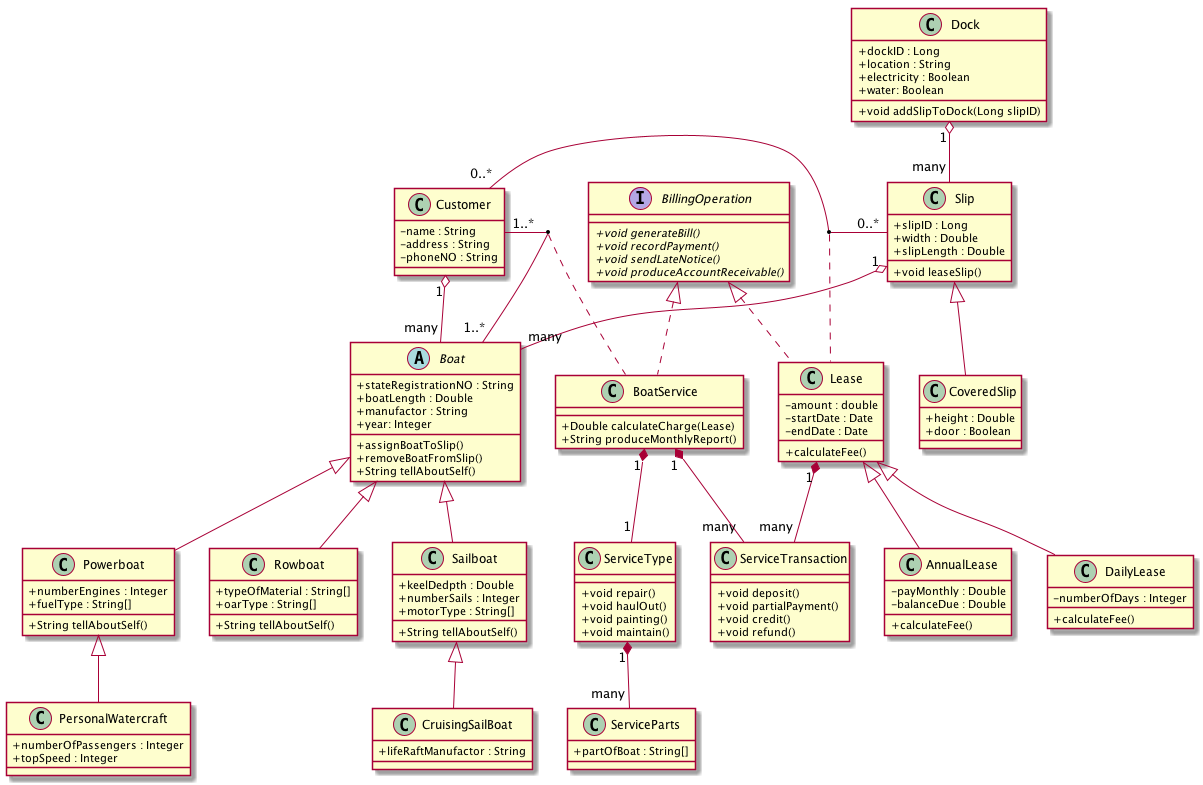 C Dock
+dockID : Long
+location : String
+electricity : Boolean
+water: Boolean
+void addSlipToDock(Long slipID)
1
many
0..*
C Customer
–name : String
–address : String
–phoneNO : String
1..*
I BillingOperation
+void generateBill()
+void recordPayment()
+void sendLateNotice()
+void produceAccountReceivable()
0..*
C Slip
+slipID : Long
+width : Double
+slipLength : Double
+void leaseSlip()
1
1
many
1..*
many
A Boat
+stateRegistrationNO : String
+boatLength : Double
+manufactor : String
+year: Integer
+assignBoatToSlip()
+removeBoatFromSlip()
+String tellAboutSelf()
C BoatService
+Double calculateCharge(Lease)
+String produceMonthlyReport()
C Lease
–amount : double
–startDate : Date
–endDate : Date
+calculateFee()
C CoveredSlip
+height : Double
+door : Boolean
1
1
1
1
many
many
C Powerboat
+numberEngines : Integer
+fuelType : String[]
+String tellAboutSelf()
C Rowboat
+typeOfMaterial : String[]
+oarType : String[]
+String tellAboutSelf()
C Sailboat
+keelDedpth : Double
+numberSails : Integer
+motorType : String[]
+String tellAboutSelf()
C ServiceType
+void repair()
+void haulOut()
+void painting()
+void maintain()
C ServiceTransaction
+void deposit()
+void partialPayment()
+void credit()
+void refund()
C AnnualLease
–payMonthly : Double
–balanceDue : Double
+calculateFee()
C DailyLease
–numberOfDays : Integer
+calculateFee()
1
many
C PersonalWatercraft
+numberOfPassengers : Integer
+topSpeed : Integer
C CruisingSailBoat
+lifeRaftManufactor : String
C ServiceParts
+partOfBoat : String[]